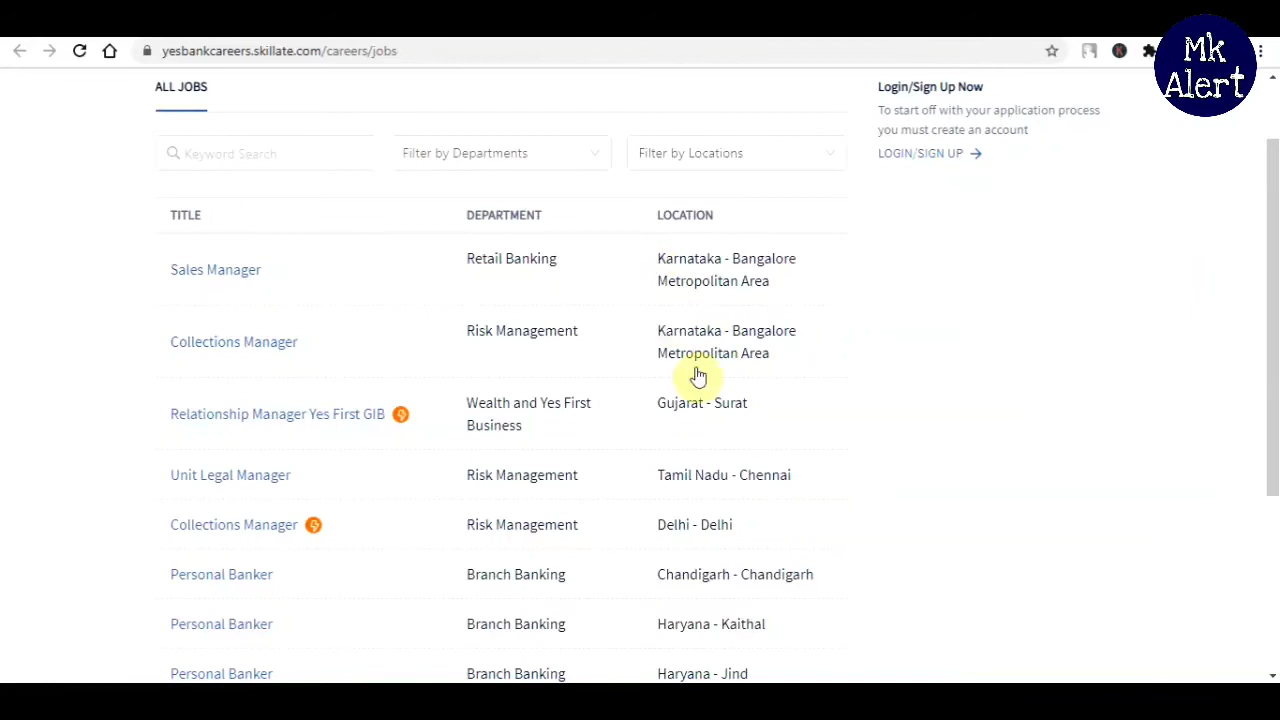 yesbankcareers.skillate.com/careers/jobs
Mk
Alert
ALL JOBS
Login/Sign Up Now
To start off with your application process
you must create an account
LOGIN/SIGN UP →
Keyword Search
Filter by Departments
Filter by Locations
TITLE
DEPARTMENT
LOCATION
Sales Manager
Retail Banking
Karnataka - Bangalore
Metropolitan Area
Collections Manager
Risk Management
Karnataka - Bangalore
Metropolitan Area
Relationship Manager Yes First GIB
Wealth and Yes First
Business
Gujarat - Surat
Unit Legal Manager
Risk Management
Tamil Nadu - Chennai
Collections Manager
Risk Management
Delhi - Delhi
Personal Banker
Branch Banking
Chandigarh - Chandigarh
Personal Banker
Branch Banking
Haryana - Kaithal
Personal Banker
Branch Banking
Haryana - Jind